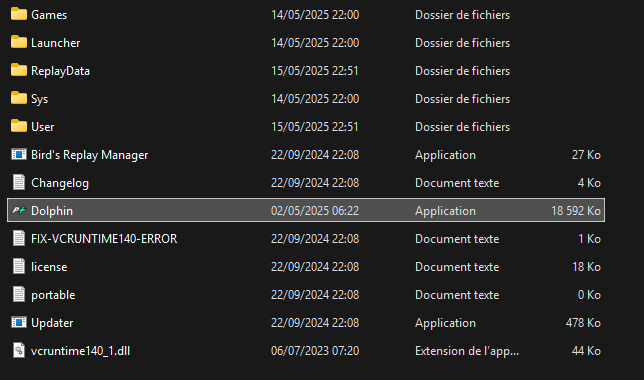 Games 14/05/2025 22:00 Dossier de fichiers
Launcher 14/05/2025 22:00 Dossier de fichiers
ReplayData 15/05/2025 22:51 Dossier de fichiers
Sys 14/05/2025 22:00 Dossier de fichiers
User 15/05/2025 22:51 Dossier de fichiers
Bird's Replay Manager 22/09/2024 22:08 Application 27 Ko
Changelog 22/09/2024 22:08 Document texte 4 Ko
Dolphin 02/05/2025 06:22 Application 18 592 Ko
FIX-VCRUNTIME140-ERROR 22/09/2024 22:08 Document texte 1 Ko
license 22/09/2024 22:08 Document texte 18 Ko
portable 22/09/2024 22:08 Document texte 0 Ko
Updater 22/09/2024 22:08 Application 478 Ko
vcruntime140_1.dll 06/07/2023 07:20 Extension de l'app... 44 Ko